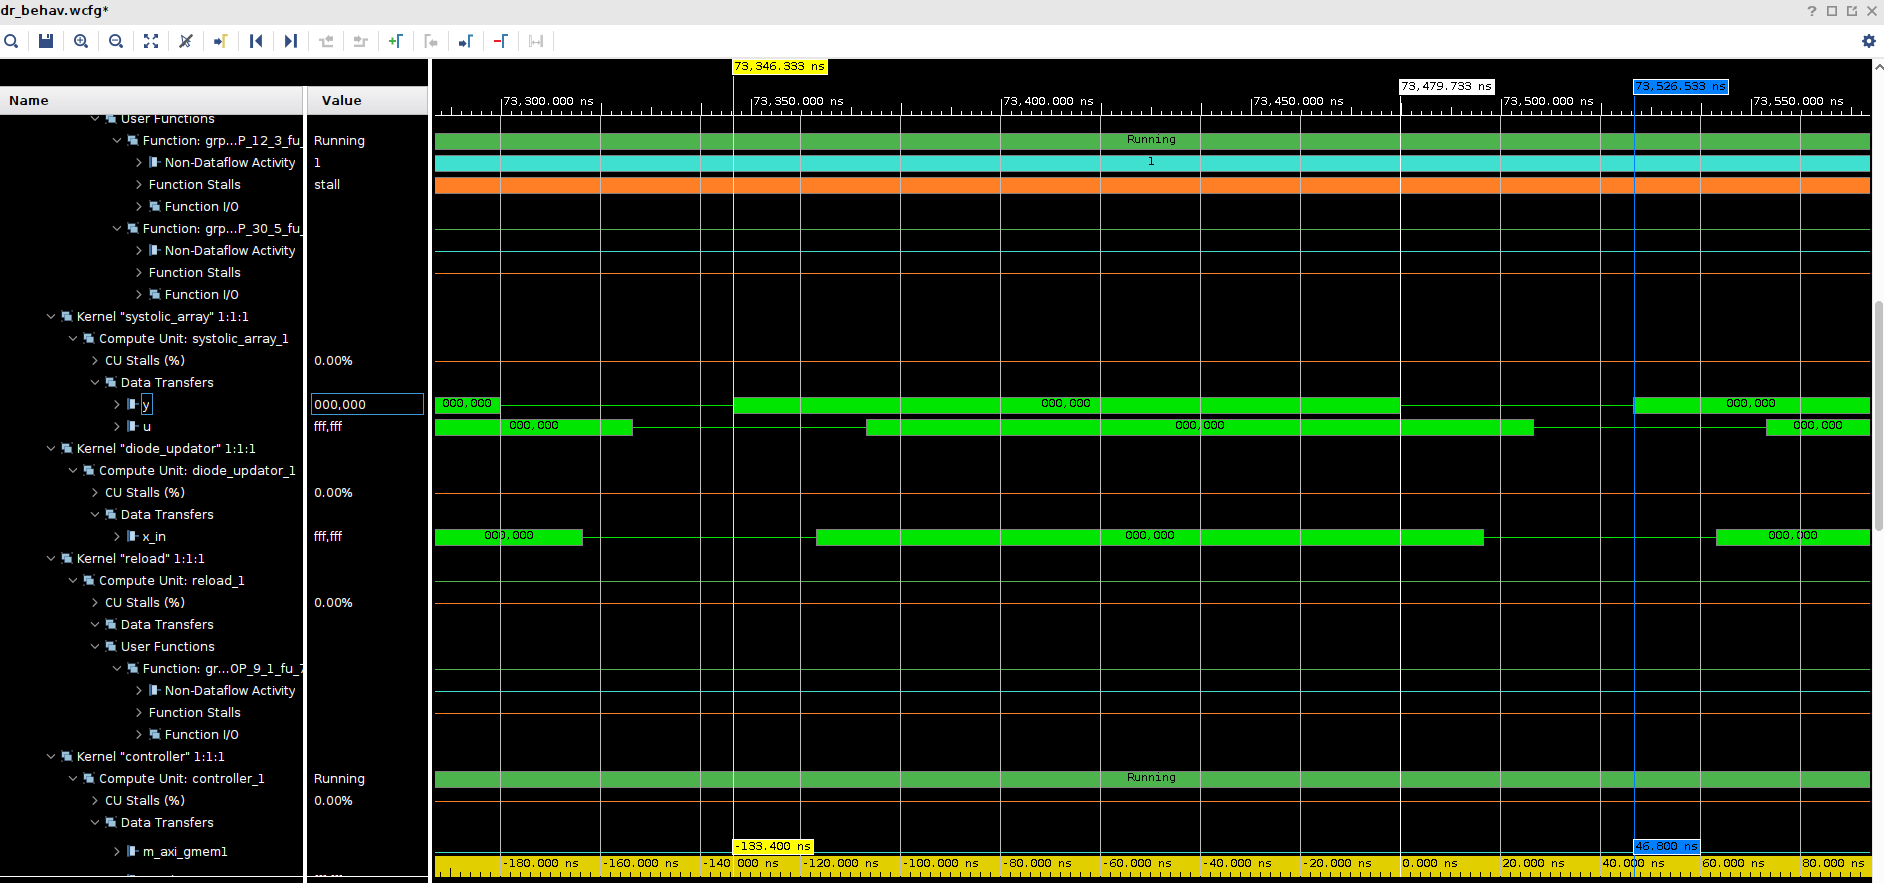 dr_behav.wcfg*
73,346.333 ns
73,479.733 ns 73,526.533 ns
Name Value 73,300.000 ns 73,350.000 ns 73,400.000 ns 73,450.000 ns 73,500.000 ns 73,550.000 ns
User Functions
Function: grp...P_12_3_fu_ Running Running
Non-Dataflow Activity 1 1
Function Stalls stall
Function I/O
Function: grp...P_30_5_fu_
Non-Dataflow Activity
Function Stalls
Function I/O
Kernel "systolic_array" 1:1:1
Compute Unit: systolic_array_1
CU Stalls (%) 0.00%
Data Transfers
y 000,000 000,000 000,000 000,000
u fff,fff 000,000 000,000 000,000
Kernel "diode_updator" 1:1:1
Compute Unit: diode_updator_1
CU Stalls (%) 0.00%
Data Transfers
x_in fff,fff 000,000 000,000 000,000
Kernel "reload" 1:1:1
Compute Unit: reload_1
CU Stalls (%) 0.00%
Data Transfers
User Functions
Function: gr...OP_9_1_fu_7
Non-Dataflow Activity
Function Stalls
Function I/O
Kernel "controller" 1:1:1
Compute Unit: controller_1 Running Running
CU Stalls (%) 0.00%
Data Transfers
-133.400 ns 46.800 ns
m_axi_gmem1
-180.000 ns -160.000 ns -140.000 ns -120.000 ns -100.000 ns -80.000 ns -60.000 ns -40.000 ns -20.000 ns 0.000 ns 20.000 ns 40.000 ns 60.000 ns 80.000 ns